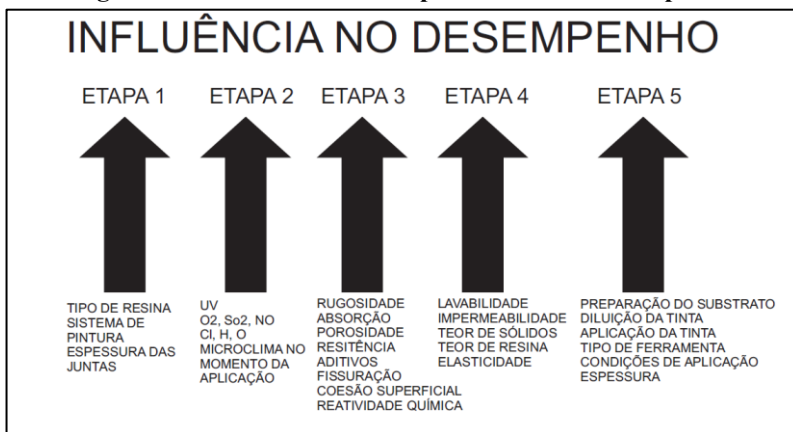 INFLUÊNCIA NO DESEMPENHO
ETAPA 1
TIPO DE RESINA
SISTEMA DE
PINTURA
ESPESSURA DAS
JUNTAS
ETAPA 2
UV
O2, So2, NO
Cl, H, O
MICROCLIMA NO
MOMENTO DA
APLICAÇÃO
ETAPA 3
RUGOSIDADE
ABSORÇÃO
POROSIDADE
RESITÊNCIA
ADITIVOS
FISSURAÇÃO
COESÃO SUPERFICIAL
REATIVIDADE QUÍMICA
ETAPA 4
LAVABILIDADE
IMPERMEABILIDADE
TEOR DE SÓLIDOS
TEOR DE RESINA
ELASTICIDADE
ETAPA 5
PREPARAÇÃO DO SUBSTRATO
DILUIÇÃO DA TINTA
APLICAÇÃO DA TINTA
TIPO DE FERRAMENTA
CONDIÇÕES DE APLICAÇÃO
ESPESSURA